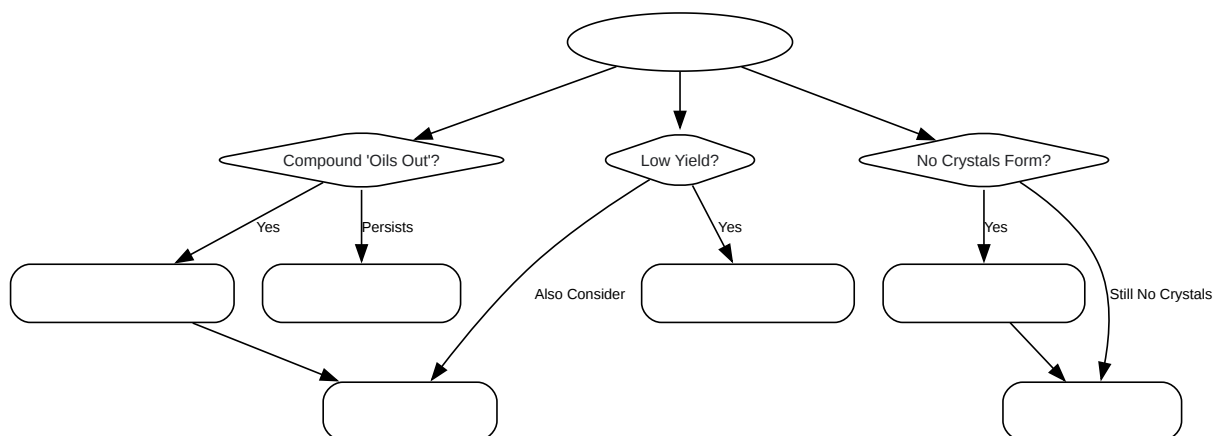 Compound 'Oils Out'?
Low Yield?
No Crystals Form?
Yes
Persists
Yes
Yes
Also Consider
Still No Crystals